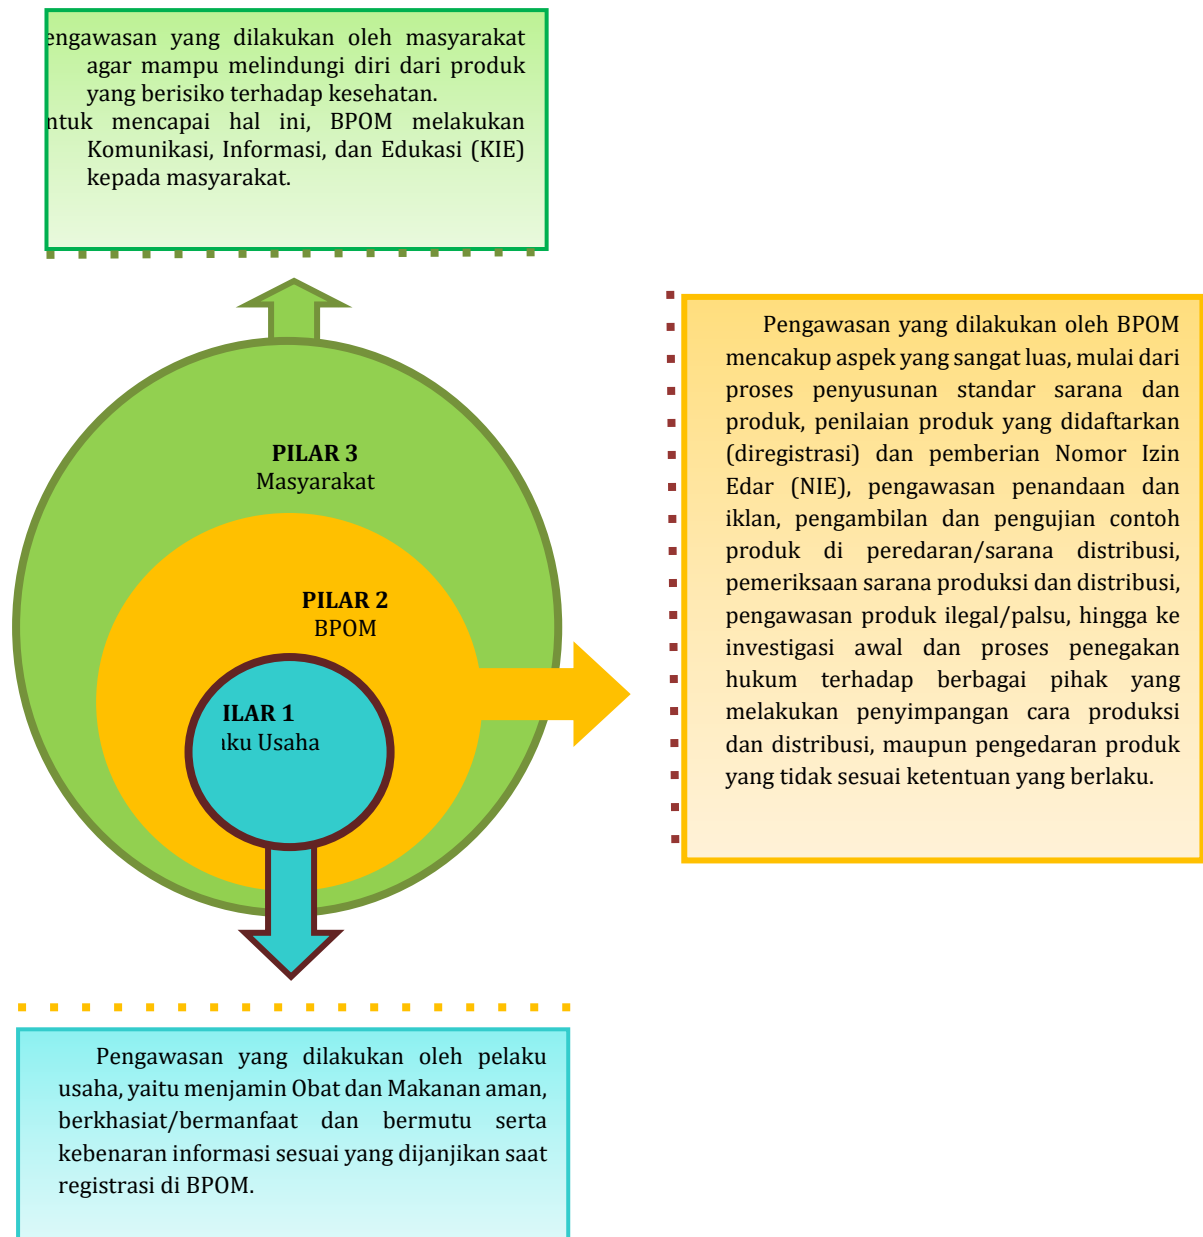 engawasan yang dilakukan oleh masyarakat
agar mampu melindungi diri dari produk
yang berisiko terhadap kesehatan.
ntuk mencapai hal ini, BPOM melakukan
Komunikasi, Informasi, dan Edukasi (KIE)
kepada masyarakat.
PILAR 3
Masyarakat
PILAR 2
BPOM
ILAR 1
aku Usaha
Pengawasan yang dilakukan oleh BPOM
mencakup aspek yang sangat luas, mulai dari
proses penyusunan standar sarana dan
produk, penilaian produk yang didaftarkan
(diregistrasi) dan pemberian Nomor Izin
Edar (NIE), pengawasan penandaan dan
iklan, pengambilan dan pengujian contoh
produk di peredaran/sarana distribusi,
pemeriksaan sarana produksi dan distribusi,
pengawasan produk ilegal/palsu, hingga ke
investigasi awal dan proses penegakan
hukum terhadap berbagai pihak yang
melakukan penyimpangan cara produksi
dan distribusi, maupun pengedaran produk
yang tidak sesuai ketentuan yang berlaku.
Pengawasan yang dilakukan oleh pelaku
usaha, yaitu menjamin Obat dan Makanan aman,
berkhasiat/bermanfaat dan bermutu serta
kebenaran informasi sesuai yang dijanjikan saat
registrasi di BPOM.